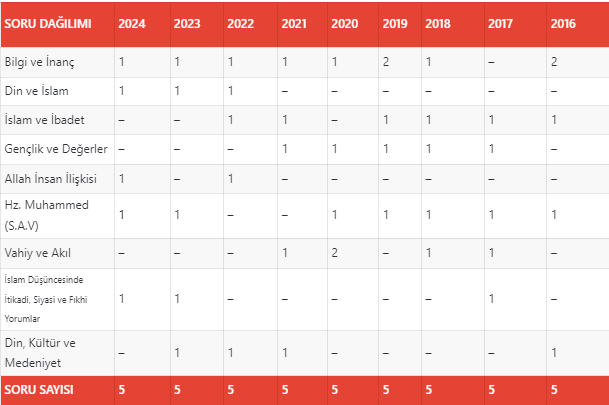 SORU DAĞILIMI 2024 2023 2022 2021 2020 2019 2018 2017 2016
Bilgi ve İnanç 1 1 1 1 1 2 1 – 2
Din ve İslam 1 1 1 – – – – – –
İslam ve İbadet – – 1 1 – 1 1 1 1
Gençlik ve Değerler – – – 1 1 1 1 1 –
Allah İnsan İlişkisi 1 – 1 – – – – – –
Hz. Muhammed
(S.A.V) 1 1 – – 1 1 1 1 1
Vahiy ve Akıl – – – 1 2 – 1 1 –
İslam Düşüncesinde
İtikadi, Siyasi ve Fıkhi
Yorumlar 1 1 – – – – – 1 –
Din, Kültür ve
Medeniyet – 1 1 1 – – – – 1
SORU SAYISI 5 5 5 5 5 5 5 5 5